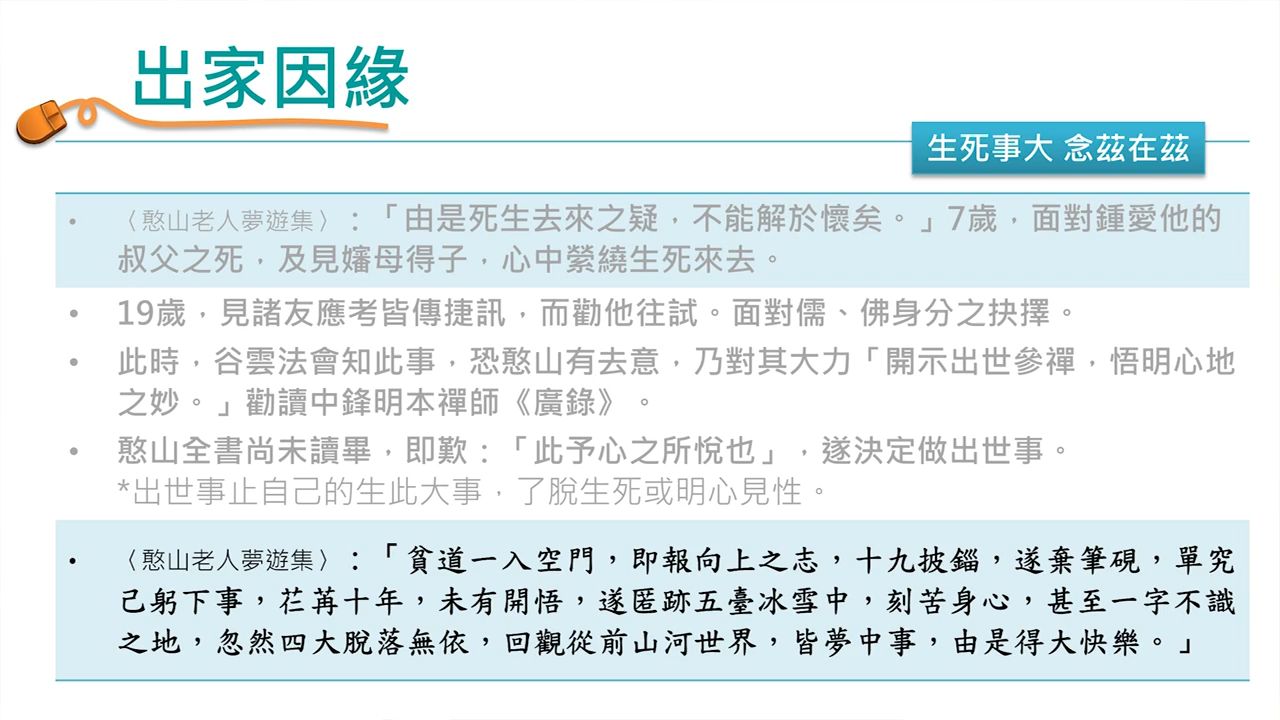 出家因緣
生死事大 念茲在茲
• 〈憨山老人夢遊集〉：「由是死生去來之疑，不能解於懷矣。」7歲，面對鍾愛他的
叔父之死，及見嬸母得子，心中縈繞生死來去。
• 19歲，見諸友應考皆傳捷訊，而勸他往試。面對儒、佛身分之抉擇。
• 此時，谷雲法會知此事，恐憨山有去意，乃對其大力「開示出世參禪，悟明心地
之妙。」勸讀中鋒明本禪師《廣錄》。
• 憨山全書尚未讀畢，即歎：「此予心之所悅也」，遂決定做出世事。
*出世事止自己的生此大事，了脫生死或明心見性。
• 〈憨山老人夢遊集〉：「貧道一入空門，即報向上之志，十九披緇，遂棄筆硯，單究
己躬下事，荏苒十年，未有開悟，遂匿跡五臺冰雪中，刻苦身心，甚至一字不識
之地，忽然四大脫落無依，回觀從前山河世界，皆夢中事，由是得大快樂。」